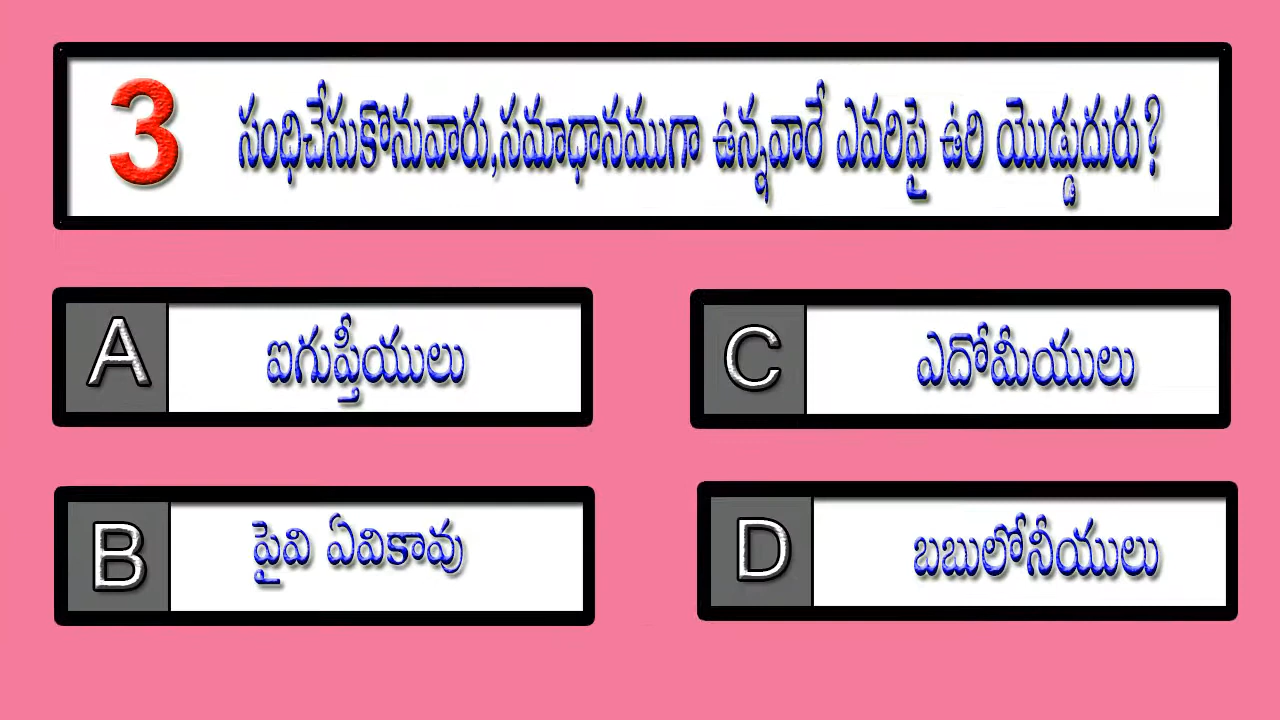 3 సంధిచేసుకొనువారు,సమాధానముగా ఉన్నవారే ఎవరిపై ఉరి యొడ్డుదురు?
A ఐగుప్తీయులు
C ఎదోమీయులు
B పైవి ఏవికావు
D బబులోనీయులు